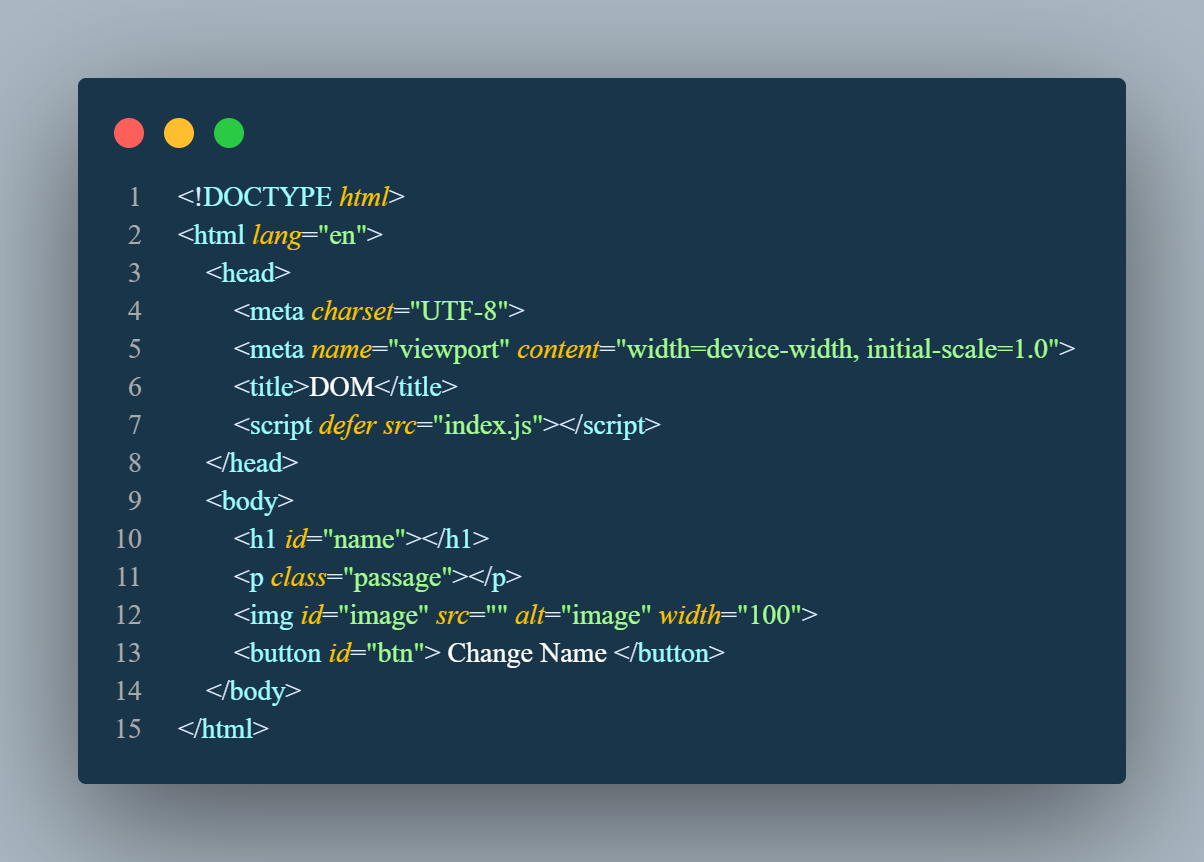 1 <!DOCTYPE html>
2 <html lang="en">
3 <head>
4 <meta charset="UTF-8">
5 <meta name="viewport" content="width=device-width, initial-scale=1.0">
6 <title>DOM</title>
7 <script defer src="index.js"></script>
8 </head>
9 <body>
10 <h1 id="name"></h1>
11 <p class="passage"></p>
12 <img id="image" src="" alt="image" width="100">
13 <button id="btn"> Change Name </button>
14 </body>
15 </html>